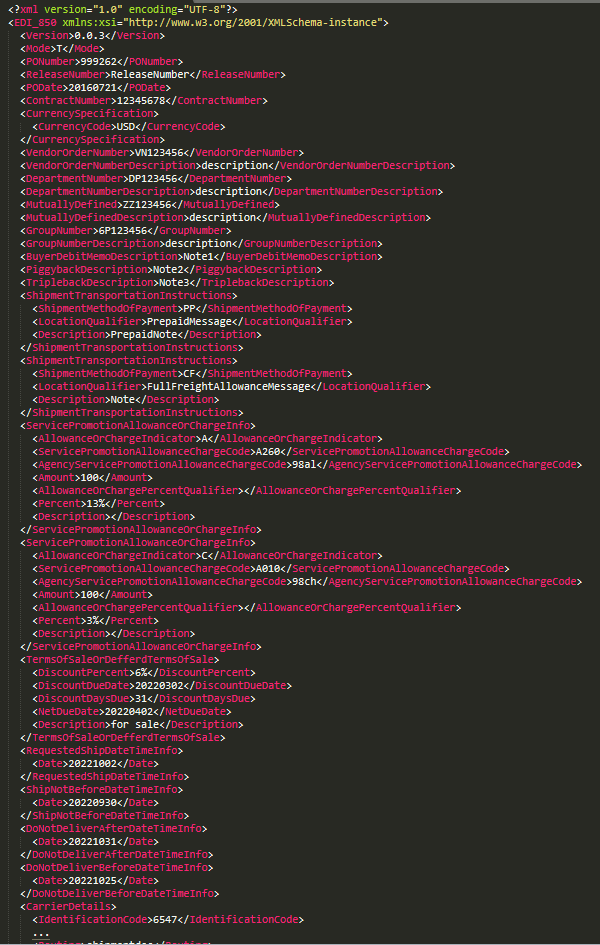 <?xml version="1.0" encoding="UTF-8"?>
<EDI_850 xmlns:xsi="http://www.w3.org/2001/XMLSchema-instance">
<Version>0.0.3</Version>
<Mode>T</Mode>
<PONumber>999262</PONumber>
<ReleaseNumber>ReleaseNumber</ReleaseNumber>
<PODate>20160721</PODate>
<ContractNumber>12345678</ContractNumber>
<CurrencySpecification>
<CurrencyCode>USD</CurrencyCode>
</CurrencySpecification>
<VendorOrderNumber>VN123456</VendorOrderNumber>
<VendorOrderNumberDescription>description</VendorOrderNumberDescription>
<DepartmentNumber>DP123456</DepartmentNumber>
<DepartmentNumberDescription>description</DepartmentNumberDescription>
<MutuallyDefined>ZZ123456</MutuallyDefined>
<MutuallyDefinedDescription>description</MutuallyDefinedDescription>
<GroupNumber>6P123456</GroupNumber>
<GroupNumberDescription>description</GroupNumberDescription>
<BuyerDebitMemoDescription>Note1</BuyerDebitMemoDescription>
<PiggybackDescription>Note2</PiggybackDescription>
<TriplebackDescription>Note3</TriplebackDescription>
<ShipmentTransportationInstructions>
<ShipmentMethodOfPayment>PP</ShipmentMethodOfPayment>
<LocationQualifier>PrepaidMessage</LocationQualifier>
<Description>PrepaidNote</Description>
</ShipmentTransportationInstructions>
<ShipmentTransportationInstructions>
<ShipmentMethodOfPayment>CF</ShipmentMethodOfPayment>
<LocationQualifier>FullFreightAllowanceMessage</LocationQualifier>
<Description>Note</Description>
</ShipmentTransportationInstructions>
<ServicePromotionAllowanceOrChargeInfo>
<AllowanceOrChargeIndicator>A</AllowanceOrChargeIndicator>
<ServicePromotionAllowanceChargeCode>A260</ServicePromotionAllowanceChargeCode>
<AgencyServicePromotionAllowanceChargeCode>98al</AgencyServicePromotionAllowanceChargeCode>
<Amount>100</Amount>
<AllowanceOrChargePercentQualifier></AllowanceOrChargePercentQualifier>
<Percent>13%</Percent>
<Description></Description>
</ServicePromotionAllowanceOrChargeInfo>
<ServicePromotionAllowanceOrChargeInfo>
<AllowanceOrChargeIndicator>C</AllowanceOrChargeIndicator>
<ServicePromotionAllowanceChargeCode>A010</ServicePromotionAllowanceChargeCode>
<AgencyServicePromotionAllowanceChargeCode>98ch</AgencyServicePromotionAllowanceChargeCode>
<Amount>100</Amount>
<AllowanceOrChargePercentQualifier></AllowanceOrChargePercentQualifier>
<Percent>3%</Percent>
<Description></Description>
</ServicePromotionAllowanceOrChargeInfo>
<TermsOfSaleOrDefferdTermsOfSale>
<DiscountPercent>6%</DiscountPercent>
<DiscountDueDate>20220302</DiscountDueDate>
<DiscountDaysDue>31</DiscountDaysDue>
<NetDueDate>20220402</NetDueDate>
<Description>for sale</Description>
</TermsOfSaleOrDefferdTermsOfSale>
<RequestedShipDateTimeInfo>
<Date>20221002</Date>
</RequestedShipDateTimeInfo>
<ShipNotBeforeDateTimeInfo>
<Date>20220930</Date>
</ShipNotBeforeDateTimeInfo>
<DoNotDeliverAfterDateTimeInfo>
<Date>20221031</Date>
</DoNotDeliverAfterDateTimeInfo>
<DoNotDeliverBeforeDateTimeInfo>
<Date>20221025</Date>
</DoNotDeliverBeforeDateTimeInfo>
<CarrierDetails>
<IdentificationCode>6547</IdentificationCode>
...